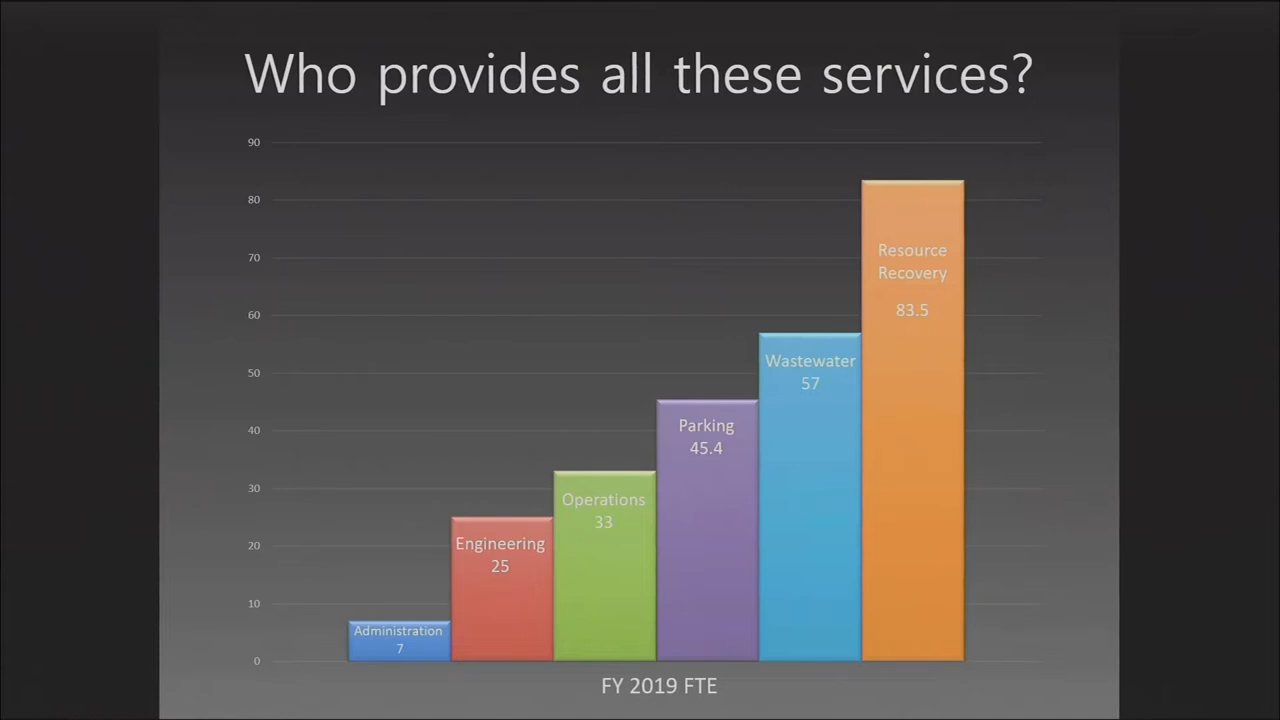 Who provides all these services?
90
80
70
60
50
40
30
20
10
0
Administration
7
Engineering
25
Operations
33
Parking
45.4
Wastewater
57
Resource
Recovery
83.5
FY 2019 FTE